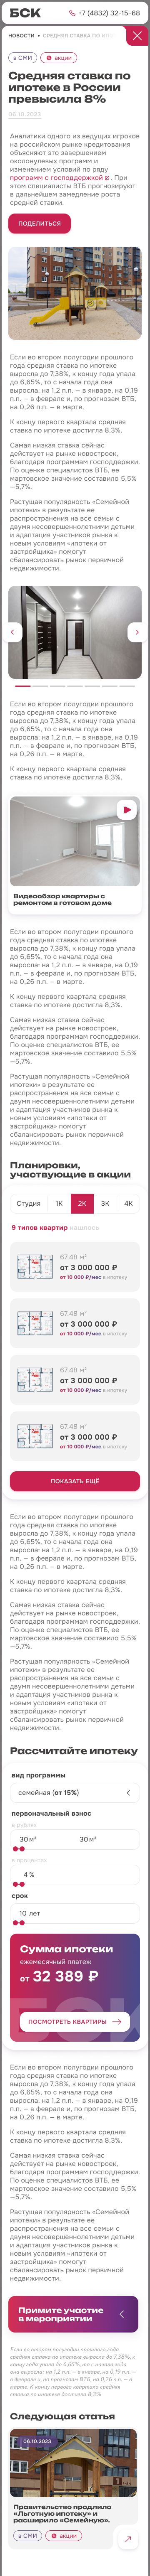 БСК
+7 (4832) 32-15-68
НОВОСТИ • СРЕДНЯЯ СТАВКА ПО
в СМИ
акции
Средняя ставка по
ипотеке в России
превысила 8%
06.10.2023
Аналитики одного из ведущих игроков
на российском рынке кредитования
объясняют это завершением
околонулевых программ и
изменением условий по ряду
программ с господдержкой. При
этом специалисты ВТБ прогнозируют
в дальнейшем замедление роста
средней ставки.
ПОДЕЛИТЬСЯ
Если во втором полугодии прошлого
года средняя ставка по ипотеке
выросла до 7,38%, к концу года упала
до 6,65%, то с начала года она
выросла: на 1,2 п.п. — в январе, на 0,19
п.п. — в феврале и, по прогнозам ВТБ,
на 0,26 п.п. — в марте.
К концу первого квартала средняя
ставка по ипотеке достигла 8,3%.
Самая низкая ставка сейчас
действует на рынке новостроек,
благодаря программам господдержки.
По оценке специалистов ВТБ, ее
мартовское значение составило 5,5%
—5,7%.
Растущая популярность «Семейной
ипотеки» в результате ее
распространения на все семьи с
двумя несовершеннолетними детьми
и адаптация участников рынка к
новым условиям «ипотеки от
застройщика» помогут
сбалансировать рынок первичной
недвижимости.
Если во втором полугодии прошлого
года средняя ставка по ипотеке
выросла до 7,38%, к концу года упала
до 6,65%, то с начала года она
выросла: на 1,2 п.п. — в январе, на 0,19
п.п. — в феврале и, по прогнозам ВТБ,
на 0,26 п.п. — в марте.
К концу первого квартала средняя
ставка по ипотеке достигла 8,3%.
Видеообзор квартиры с
ремонтом в готовом доме
Если во втором полугодии прошлого
года средняя ставка по ипотеке
выросла до 7,38%, к концу года упала
до 6,65%, то с начала года она
выросла: на 1,2 п.п. — в январе, на 0,19
п.п. — в феврале и, по прогнозам ВТБ,
на 0,26 п.п. — в марте.
К концу первого квартала средняя
ставка по ипотеке достигла 8,3%.
Самая низкая ставка сейчас
действует на рынке новостроек,
благодаря программам господдержки.
По оценке специалистов ВТБ, ее
мартовское значение составило 5,5%
—5,7%.
Растущая популярность «Семейной
ипотеки» в результате ее
распространения на все семьи с
двумя несовершеннолетними детьми
и адаптация участников рынка к
новым условиям «ипотеки от
застройщика» помогут
сбалансировать рынок первичной
недвижимости.
Планировки,
участвующие в акции
Студия 1К 2К 3К 4К
9 типов квартир нашлось
67.48 м²
от 3 000 000 ₽
от 10 000 ₽/мес в ипотеку
67.48 м²
от 3 000 000 ₽
от 10 000 ₽/мес в ипотеку
67.48 м²
от 3 000 000 ₽
от 10 000 ₽/мес в ипотеку
67.48 м²
от 3 000 000 ₽
от 10 000 ₽/мес в ипотеку
ПОКАЗАТЬ ЕЩЁ
Если во втором полугодии прошлого
года средняя ставка по ипотеке
выросла до 7,38%, к концу года упала
до 6,65%, то с начала года она
выросла: на 1,2 п.п. — в январе, на 0,19
п.п. — в феврале и, по прогнозам ВТБ,
на 0,26 п.п. — в марте.
К концу первого квартала средняя
ставка по ипотеке достигла 8,3%.
Самая низкая ставка сейчас
действует на рынке новостроек,
благодаря программам господдержки.
По оценке специалистов ВТБ, ее
мартовское значение составило 5,5%
—5,7%.
Растущая популярность «Семейной
ипотеки» в результате ее
распространения на все семьи с
двумя несовершеннолетними детьми
и адаптация участников рынка к
новым условиям «ипотеки от
застройщика» помогут
сбалансировать рынок первичной
недвижимости.
Рассчитайте ипотеку
вид программы
семейная (от 15%)
первоначальный взнос
в рублях
30 м² 30 м²
в процентах
4 %
срок
10 лет
Сумма ипотеки
ежемесячный платеж
от 32 389 ₽
ПОСМОТРЕТЬ КВАРТИРЫ
Если во втором полугодии прошлого
года средняя ставка по ипотеке
выросла до 7,38%, к концу года упала
до 6,65%, то с начала года она
выросла: на 1,2 п.п. — в январе, на 0,19
п.п. — в феврале и, по прогнозам ВТБ,
на 0,26 п.п. — в марте.
К концу первого квартала средняя
ставка по ипотеке достигла 8,3%.
Самая низкая ставка сейчас
действует на рынке новостроек,
благодаря программам господдержки.
По оценке специалистов ВТБ, ее
мартовское значение составило 5,5%
—5,7%.
Растущая популярность «Семейной
ипотеки» в результате ее
распространения на все семьи с
двумя несовершеннолетними детьми
и адаптация участников рынка к
новым условиям «ипотеки от
застройщика» помогут
сбалансировать рынок первичной
недвижимости.
Примите участие
в мероприятии
Если во втором полугодии прошлого года
средняя ставка по ипотеке выросла до 7,38%, к
концу года упала до 6,65%, то с начала года
она выросла: на 1,2 п.п. — в январе, на 0,19 п.п. —
в феврале и, по прогнозам ВТБ, на 0,26 п.п. — в
марте. К концу первого квартала средняя
ставка по ипотеке достигла 8,3%
Следующая статья
06.10.2023
Правительство продлило
«Льготную ипотеку» и
расширило «Семейную».
в СМИ
акции